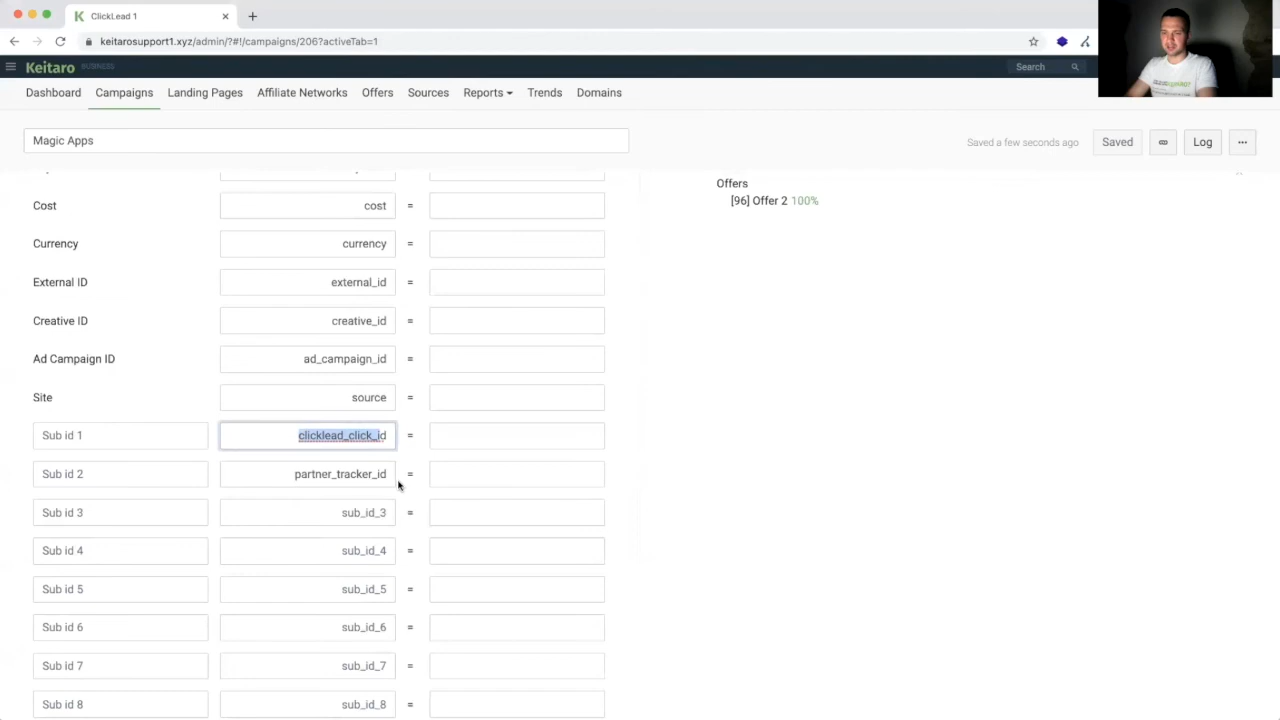 ClickLead 1
keitarosupport1.xyz/admin/?#!/campaigns/206?activeTab=1
Keitaro BUSINESS
Search
Dashboard Campaigns Landing Pages Affiliate Networks Offers Sources Reports Trends Domains
Magic Apps
Saved a few seconds ago Saved Log ...
Offers
[96] Offer 2 100%
Cost cost =
Currency currency =
External ID external_id =
Creative ID creative_id =
Ad Campaign ID ad_campaign_id =
Site source =
Sub id 1 clicklead_click_id =
Sub id 2 partner_tracker_id =
Sub id 3 sub_id_3 =
Sub id 4 sub_id_4 =
Sub id 5 sub_id_5 =
Sub id 6 sub_id_6 =
Sub id 7 sub_id_7 =
Sub id 8 sub_id_8 =